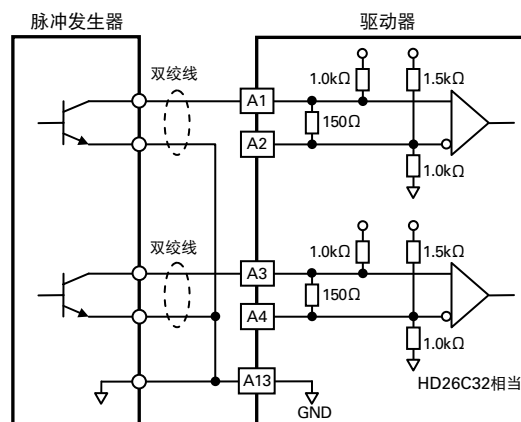 脉冲发生器
驱动器
双绞线
1.0kΩ
1.5kΩ
A1
150Ω
A2
1.0kΩ
双绞线
1.0kΩ
1.5kΩ
A3
150Ω
A4
1.0kΩ
A13
HD26C32相当
GND